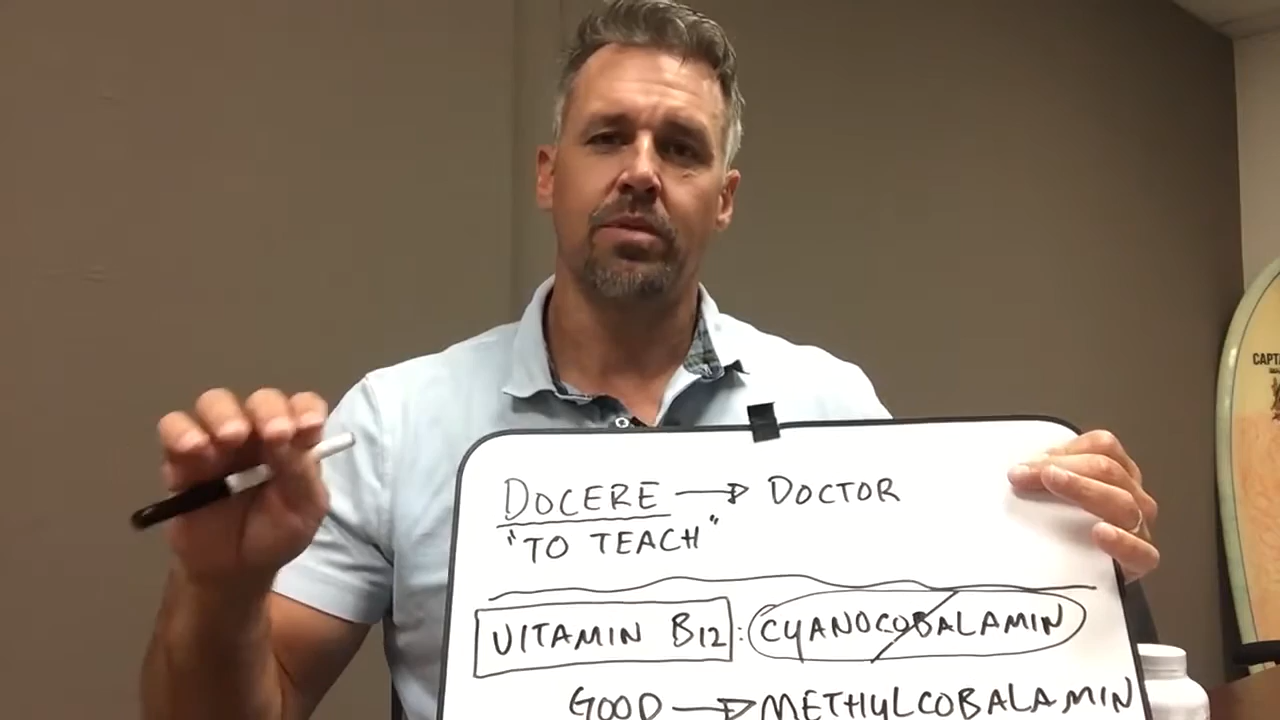 DOCERE → DOCTOR
"TO TEACH"
VITAMIN B12: CYANOCOBALAMIN
GOOD → METHYLCOBALAMIN